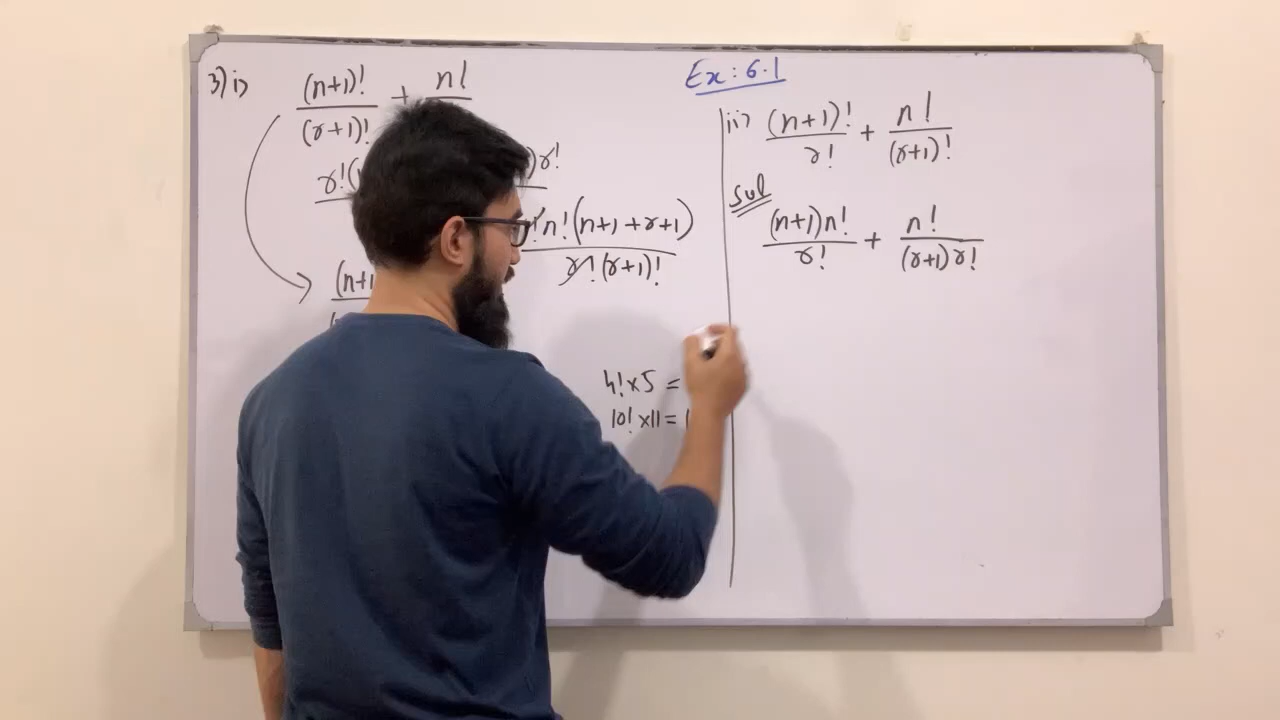 Ex : 6.1
3) i) (n+1)! / (r+1)! + n!
r!( )r!
r! n! (n+1+r+1) / r! (r+1)!
(n+1
4! x 5 =
10! x 11 = 1
ii) (n+1)! / r! + n! / (r+1)!
Sol
(n+1)n! / r! + n! / (r+1)r!